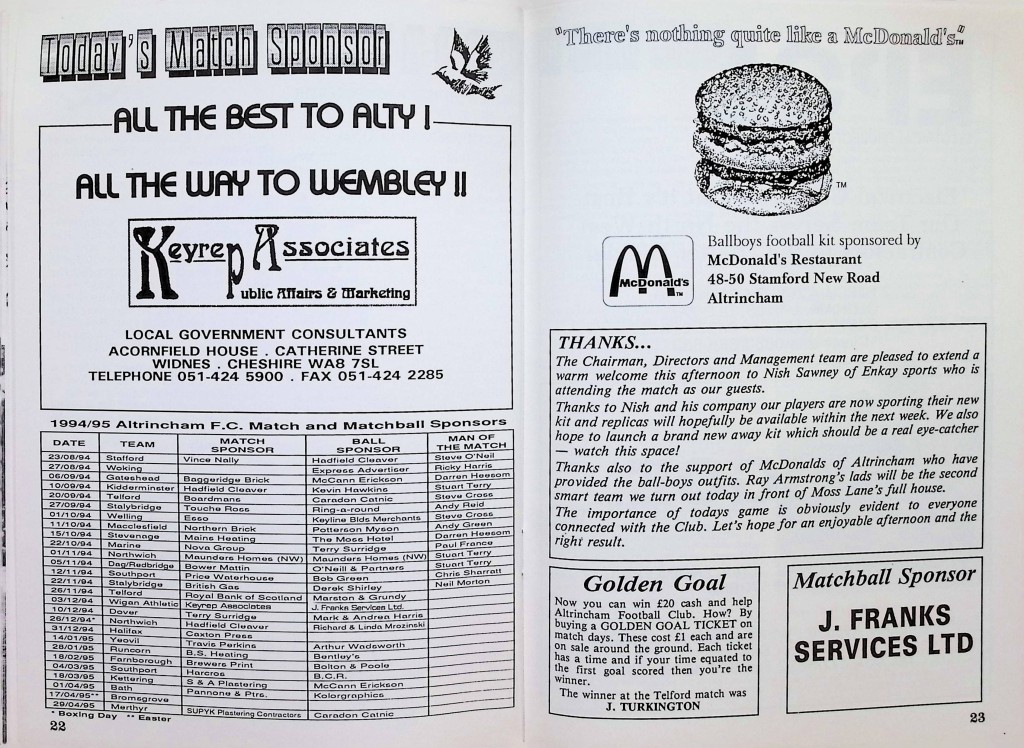 Today's Match Sponsor
ALL THE BEST TO ALTY !
ALL THE WAY TO WEMBLEY !!
Keyrep Associates
Public Affairs & Marketing
LOCAL GOVERNMENT CONSULTANTS
ACORNFIELD HOUSE . CATHERINE STREET
WIDNES . CHESHIRE WA8 7SL
TELEPHONE 051-424 5900 . FAX 051-424 2285
1994/95 Altrincham F.C. Match and Matchball Sponsors
DATE TEAM MATCH SPONSOR BALL SPONSOR MAN OF THE MATCH
23/08/94 Stafford Vince Nally Hadfield Cleaver Steve O'Neil
27/08/94 Woking Express Advertiser Ricky Harris
06/09/94 Gateshead Baggeridge Brick McCann Erickson Darren Heesom
10/09/94 Kidderminster Hadfield Cleaver Kevin Hawkins Stuart Terry
20/09/94 Telford Boardmans Caradon Catnic Steve Cross
27/09/94 Stalybridge Touche Ross Ring-a-round Andy Reid
01/10/94 Welling Esso Keyline Blds Merchants Steve Cross
11/10/94 Macclesfield Northern Brick Potterson Myson Andy Green
15/10/94 Stevenage Mains Heating The Moss Hotel Darren Heesom
22/10/94 Marine Nova Group Terry Surridge Paul France
01/11/94 Northwich Maunders Homes (NW) Maunders Homes (NW) Stuart Terry
05/11/94 Dag/Redbridge Bower Mattin O'Neill & Partners Stuart Terry
12/11/94 Southport Price Waterhouse Bob Green Chris Sharratt
22/11/94 Stalybridge British Gas Derek Shirley Neil Morton
26/11/94 Telford Royal Bank of Scotland Marston & Grundy
03/12/94 Wigan Athletic Keyrep Associates J. Franks Services Ltd.
10/12/94 Dover Terry Surridge Mark & Andrea Harris
26/12/94* Northwich Hadfield Cleaver Richard & Linda Mrozinski
31/12/94 Halifax Caxton Press
14/01/95 Yeovil Travis Perkins Arthur Wadsworth
28/01/95 Runcorn B.S. Heating Bentley's
18/02/95 Farnborough Brewers Print Bolton & Poole
04/03/95 Southport Harcros B.C.R.
18/03/95 Kettering S & A Plastering McCann Erickson
01/04/95 Bath Pannone & Ptrs. Kolorgraphics
17/04/95** Bromsgrove
29/04/95 Merthyr SUPYK Plastering Contractors Caradon Catnic
* Boxing Day ** Easter
22
"There's nothing quite like a McDonald's"™
TM
McDonald's
TM
Ballboys football kit sponsored by
McDonald's Restaurant
48-50 Stamford New Road
Altrincham
THANKS...
The Chairman, Directors and Management team are pleased to extend a
warm welcome this afternoon to Nish Sawney of Enkay sports who is
attending the match as our guests.
Thanks to Nish and his company our players are now sporting their new
kit and replicas will hopefully be available within the next week. We also
hope to launch a brand new away kit which should be a real eye-catcher
— watch this space!
Thanks also to the support of McDonalds of Altrincham who have
provided the ball-boys outfits. Ray Armstrong's lads will be the second
smart team we turn out today in front of Moss Lane's full house.
The importance of todays game is obviously evident to everyone
connected with the Club. Let's hope for an enjoyable afternoon and the
right result.
Golden Goal
Now you can win £20 cash and help
Altrincham Football Club. How? By
buying a GOLDEN GOAL TICKET on
match days. These cost £1 each and are
on sale around the ground. Each ticket
has a time and if your time equated to
the first goal scored then you're the
winner.
The winner at the Telford match was
J. TURKINGTON
Matchball Sponsor
J. FRANKS
SERVICES LTD
23